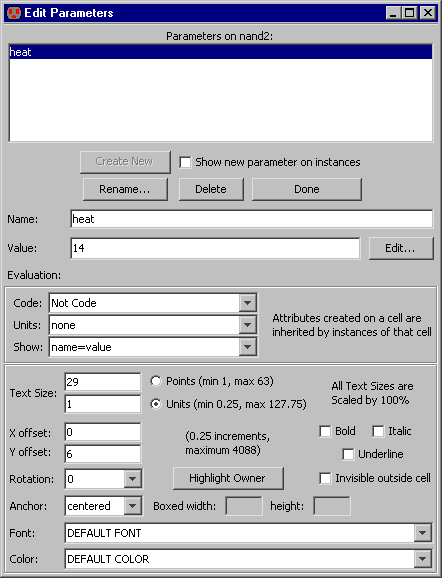 Edit Parameters
Parameters on nand2:
heat
Create New
Show new parameter on instances
Rename...
Delete
Done
Name:
heat
Value:
14
Edit...
Evaluation:
Code:
Not Code
Units:
none
Show:
name=value
Attributes created on a cell are
inherited by instances of that cell
Text Size:
29
Points (min 1, max 63)
1
Units (min 0.25, max 127.75)
All Text Sizes are
Scaled by 100%
X offset:
0
Y offset:
6
(0.25 increments,
maximum 4088)
Bold
Italic
Underline
Rotation:
0
Highlight Owner
Invisible outside cell
Anchor:
centered
Boxed width:
height:
Font:
DEFAULT FONT
Color:
DEFAULT COLOR